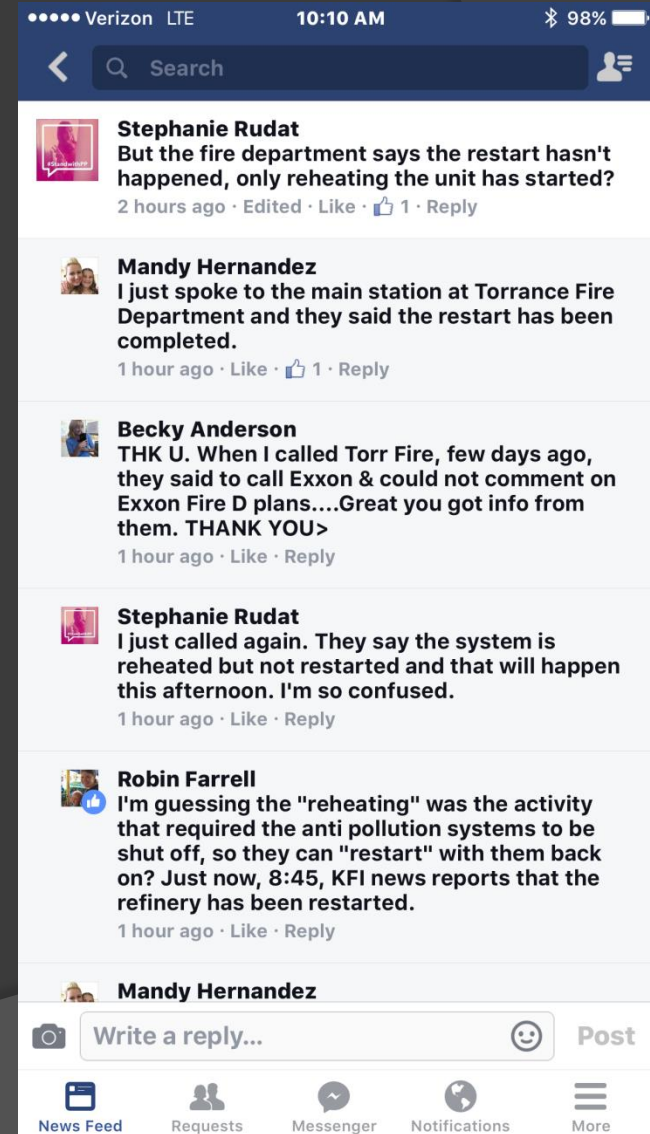 Verizon LTE 10:10 AM 98%
Search
#StandwithPP
Stephanie Rudat
But the fire department says the restart hasn't
happened, only reheating the unit has started?
2 hours ago · Edited · Like · 1 · Reply
Mandy Hernandez
I just spoke to the main station at Torrance Fire
Department and they said the restart has been
completed.
1 hour ago · Like · 1 · Reply
Becky Anderson
THK U. When I called Torr Fire, few days ago,
they said to call Exxon & could not comment on
Exxon Fire D plans....Great you got info from
them. THANK YOU>
1 hour ago · Like · Reply
Stephanie Rudat
I just called again. They say the system is
reheated but not restarted and that will happen
this afternoon. I'm so confused.
1 hour ago · Like · Reply
Robin Farrell
I'm guessing the "reheating" was the activity
that required the anti pollution systems to be
shut off, so they can "restart" with them back
on? Just now, 8:45, KFI news reports that the
refinery has been restarted.
1 hour ago · Like · Reply
Mandy Hernandez
Write a reply... Post
News Feed Requests Messenger Notifications More